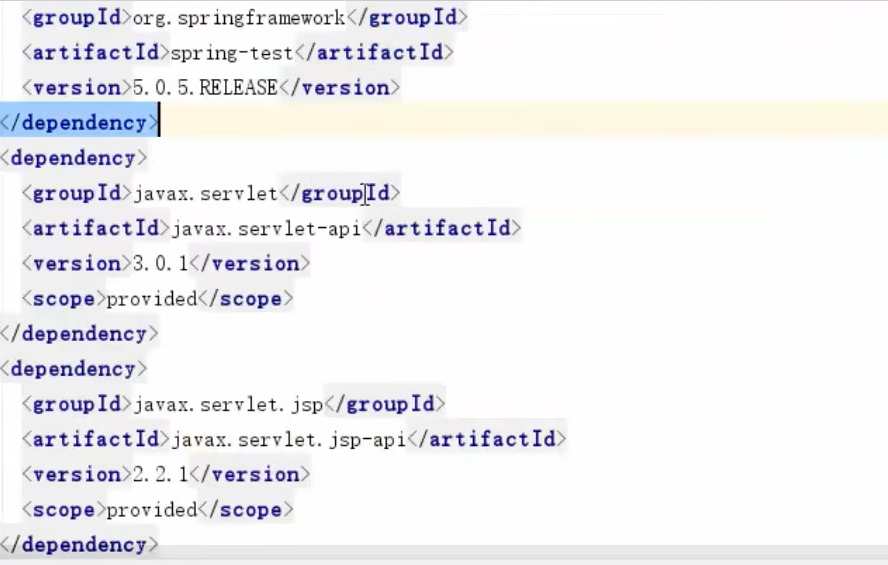 <groupId>org.springframework</groupId>
<artifactId>spring-test</artifactId>
<version>5.0.5.RELEASE</version>
</dependency>
<dependency>
<groupId>javax.servlet</groupId>
<artifactId>javax.servlet-api</artifactId>
<version>3.0.1</version>
<scope>provided</scope>
</dependency>
<dependency>
<groupId>javax.servlet.jsp</groupId>
<artifactId>javax.servlet.jsp-api</artifactId>
<version>2.2.1</version>
<scope>provided</scope>
</dependency>